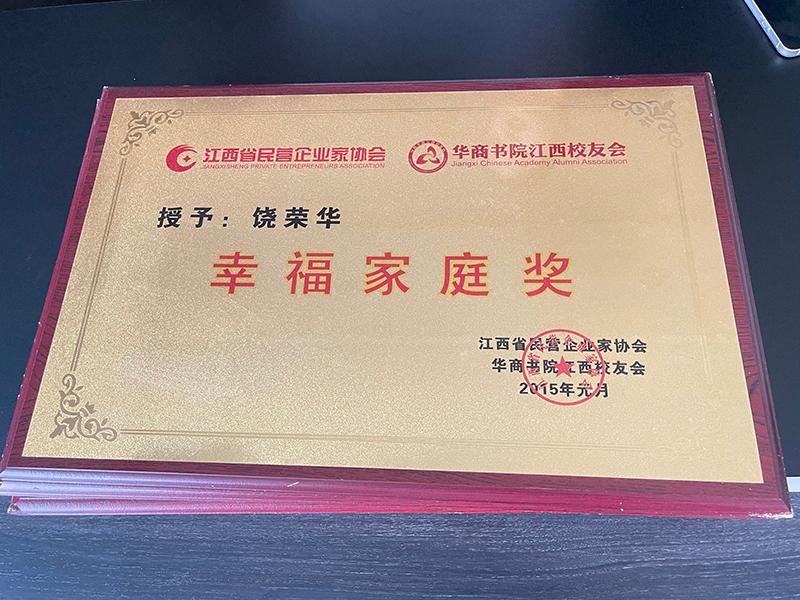 江西省民营企业家协会
JIANGXISHENG PRIVATE ENTREPRENEURS ASSOCIATION
华商书院江西校友会
Jiangxi Chinese Academy Alumni Association
授予：饶荣华
幸福家庭奖
江西省民营企业家协会
华商书院江西校友会
2015年元月